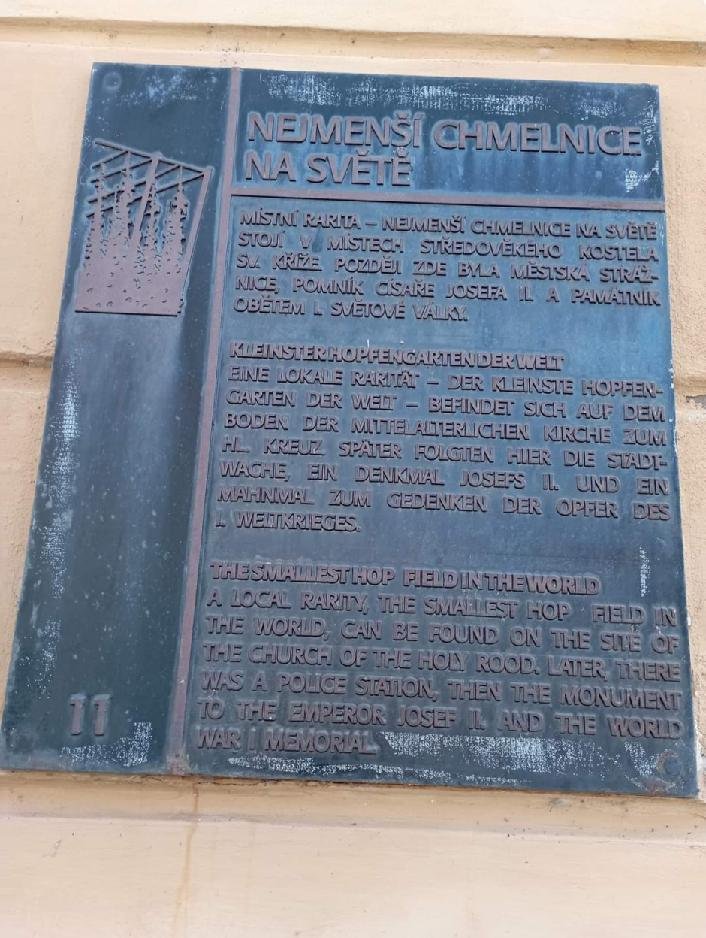 NEJMENŠÍ CHMELNICE
NA SVĚTĚ
MÍSTNÍ RARITA – NEJMENŠÍ CHMELNICE NA SVĚTĚ
STOJÍ V MÍSTECH STŘEDOVĚKÉHO KOSTELA
SV. KŘÍŽE. POZDĚJI ZDE BYLA MĚSTSKÁ STRÁŽ-
NICE, POMNÍK CÍSAŘE JOSEFA II. A PAMÁTNÍK
OBĚTEM I. SVĚTOVÉ VÁLKY.
KLEINSTER HOPFENGARTEN DER WELT
EINE LOKALE RARITÄT – DER KLEINSTE HOPFEN-
GARTEN DER WELT – BEFINDET SICH AUF DEM
BODEN DER MITTELALTERLICHEN KIRCHE ZUM
HL. KREUZ. SPÄTER FOLGTEN HIER DIE STADT-
WACHE, EIN DENKMAL JOSEFS II. UND EIN
MAHNMAL ZUM GEDENKEN DER OPFER DES
I. WELTKRIEGES.
THE SMALLEST HOP FIELD IN THE WORLD
A LOCAL RARITY, THE SMALLEST HOP FIELD IN
THE WORLD, CAN BE FOUND ON THE SITE OF
THE CHURCH OF THE HOLY ROOD. LATER, THERE
WAS A POLICE STATION, THEN THE MONUMENT
TO THE EMPEROR JOSEF II. AND THE WORLD
WAR I MEMORIAL.
11